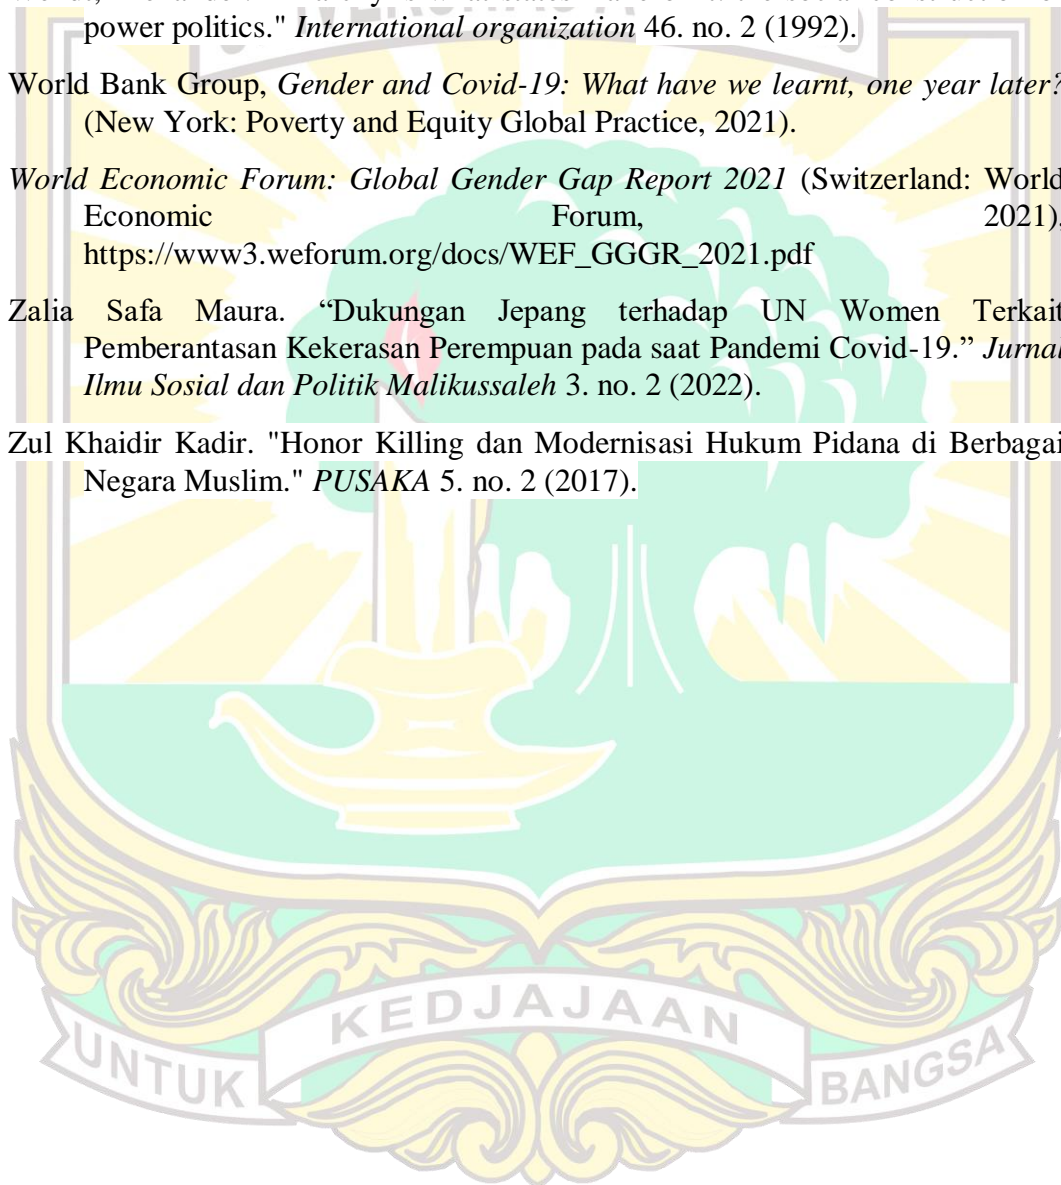 power politics." International organization 46. no. 2 (1992).
World Bank Group, Gender and Covid-19: What have we learnt, one year later?
(New York: Poverty and Equity Global Practice, 2021).
World Economic Forum: Global Gender Gap Report 2021 (Switzerland: World
Economic Forum, 2021),
https://www3.weforum.org/docs/WEF_GGGR_2021.pdf
Zalia Safa Maura. “Dukungan Jepang terhadap UN Women Terkait
Pemberantasan Kekerasan Perempuan pada saat Pandemi Covid-19.” Jurnal
Ilmu Sosial dan Politik Malikussaleh 3. no. 2 (2022).
Zul Khaidir Kadir. "Honor Killing dan Modernisasi Hukum Pidana di Berbagai
Negara Muslim." PUSAKA 5. no. 2 (2017).
UNTUK KEDJAJAAN BANGSA